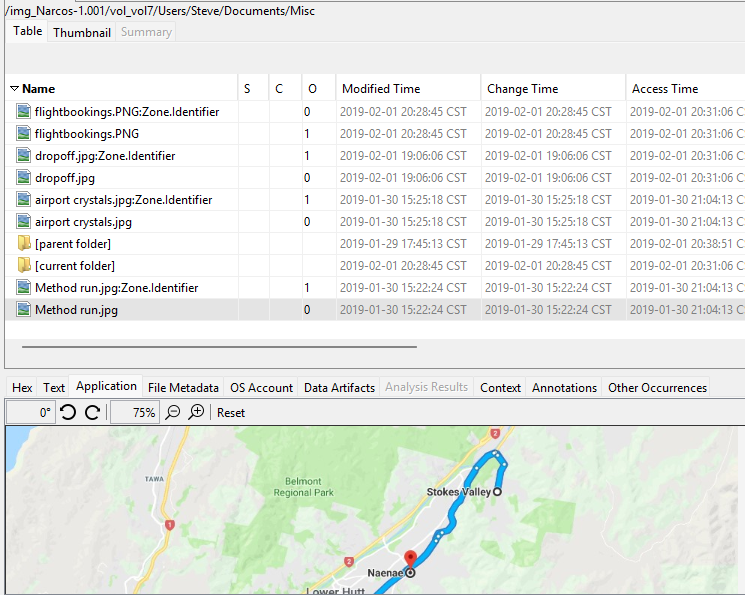 /img_Narcos-1.001/vol_vol7/Users/Steve/Documents/Misc
Table Thumbnail Summary
Name S C O Modified Time Change Time Access Time
flightbookings.PNG:Zone.Identifier 0 2019-02-01 20:28:45 CST 2019-02-01 20:28:45 CST 2019-02-01 20:31:06 C
flightbookings.PNG 1 2019-02-01 20:28:45 CST 2019-02-01 20:28:45 CST 2019-02-01 20:31:06 C
dropoff.jpg:Zone.Identifier 1 2019-02-01 19:06:06 CST 2019-02-01 19:06:06 CST 2019-02-01 20:31:06 C
dropoff.jpg 0 2019-02-01 19:06:06 CST 2019-02-01 19:06:06 CST 2019-02-01 20:31:06 C
airport crystals.jpg:Zone.Identifier 1 2019-01-30 15:25:18 CST 2019-01-30 15:25:18 CST 2019-01-30 21:04:13 C
airport crystals.jpg 0 2019-01-30 15:25:18 CST 2019-01-30 15:25:18 CST 2019-01-30 21:04:13 C
[parent folder] 2019-01-29 17:45:13 CST 2019-01-29 17:45:13 CST 2019-02-01 20:38:51 C
[current folder] 2019-02-01 20:28:45 CST 2019-02-01 20:28:45 CST 2019-02-01 20:31:06 C
Method run.jpg:Zone.Identifier 1 2019-01-30 15:22:24 CST 2019-01-30 15:22:24 CST 2019-01-30 21:04:13 C
Method run.jpg 0 2019-01-30 15:22:24 CST 2019-01-30 15:22:24 CST 2019-01-30 21:04:13 C
Hex Text Application File Metadata OS Account Data Artifacts Analysis Results Context Annotations Other Occurrences
0° 75% Reset
2
TAWA
Belmont
Regional Park
Stokes Valley
1
2
Naenae
Lower Hutt